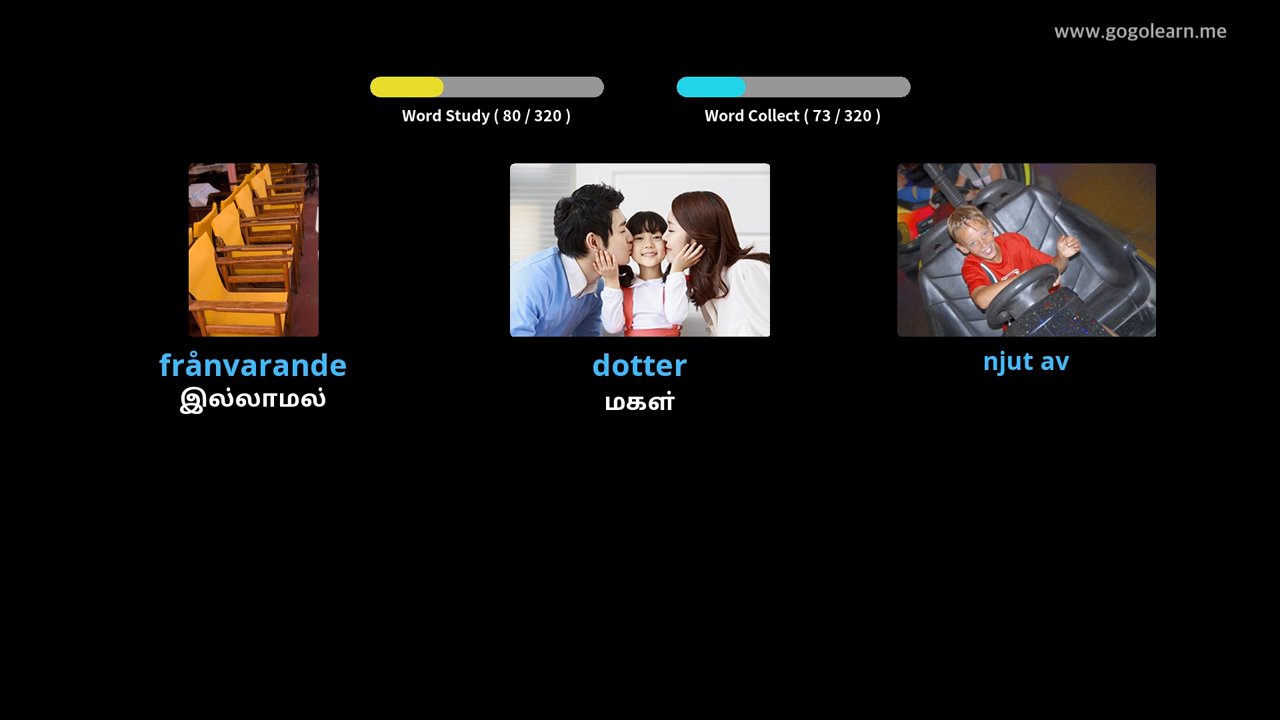 www.gogolearn.me
Word Study ( 80 / 320 )
Word Collect ( 73 / 320 )
frånvarande
இல்லாமல்
dotter
மகள்
njut av